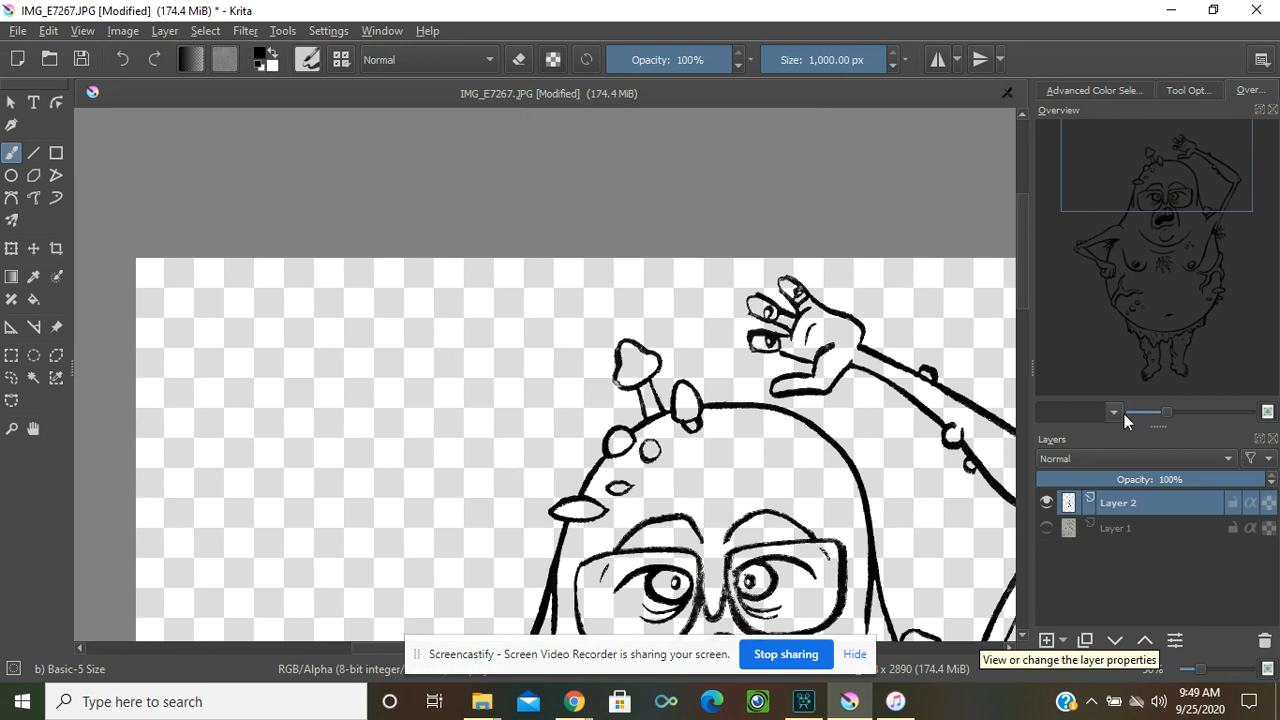 IMG_E7267.JPG [Modified] (174.4 MiB) * - Krita
File Edit View Image Layer Select Filter Tools Settings Window Help
Normal Opacity: 100% Size: 1,000.00 px
IMG_E7267.JPG [Modified] (174.4 MiB)
Advanced Color Sele... Tool Opt... Over...
Overview
Layers
Normal
Opacity: 100%
Layer 2
Layer 1
Screencastify - Screen Video Recorder is sharing your screen. Stop sharing Hide
View or change the layer properties
b) Basic-5 Size RGB/Alpha (8-bit integer/ x 2890 (174.4 MiB)
Type here to search
9:49 AM
9/25/2020